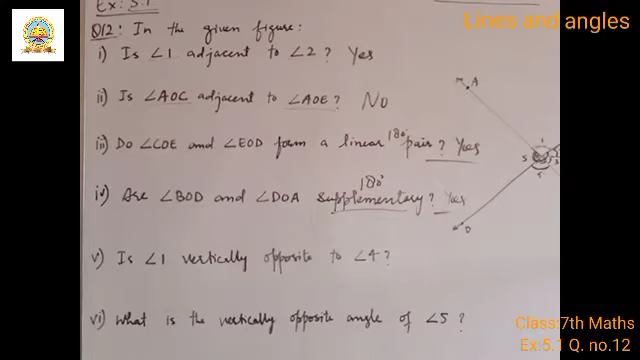 Ex: 5.1
Lines and angles
Q12: In the given figure:
i) Is ∠1 adjacent to ∠2? Yes
ii) Is ∠AOC adjacent to ∠AOE? No
iii) Do ∠COE and ∠EOD form a linear 180° pair? Yes
iv) Are ∠BOD and ∠DOA supplementary? Yes
180°
v) Is ∠1 vertically opposite to ∠4?
vi) What is the vertically opposite angle of ∠5?
A
1
5
D
Class:7th Maths
Ex:5.1 Q. no.12